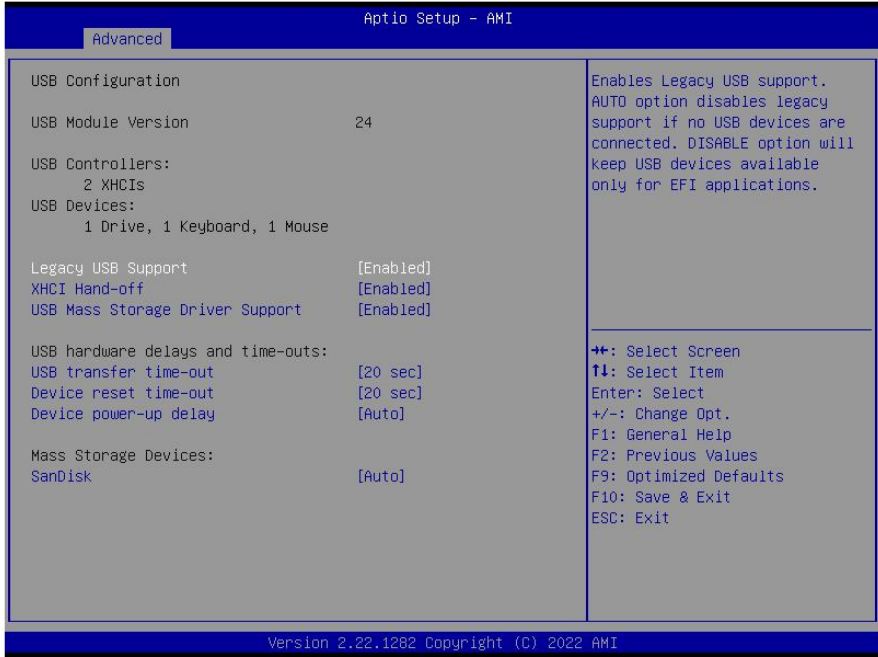 Aptio Setup – AMI
Advanced
USB Configuration
USB Module Version 24
USB Controllers:
2 XHCIs
USB Devices:
1 Drive, 1 Keyboard, 1 Mouse
Legacy USB Support [Enabled]
XHCI Hand-off [Enabled]
USB Mass Storage Driver Support [Enabled]
USB hardware delays and time-outs:
USB transfer time-out [20 sec]
Device reset time-out [20 sec]
Device power-up delay [Auto]
Mass Storage Devices:
SanDisk [Auto]
Enables Legacy USB support.
AUTO option disables legacy
support if no USB devices are
connected. DISABLE option will
keep USB devices available
only for EFI applications.
→←: Select Screen
↑↓: Select Item
Enter: Select
+/-: Change Opt.
F1: General Help
F2: Previous Values
F9: Optimized Defaults
F10: Save & Exit
ESC: Exit
Version 2.22.1282 Copyright (C) 2022 AMI